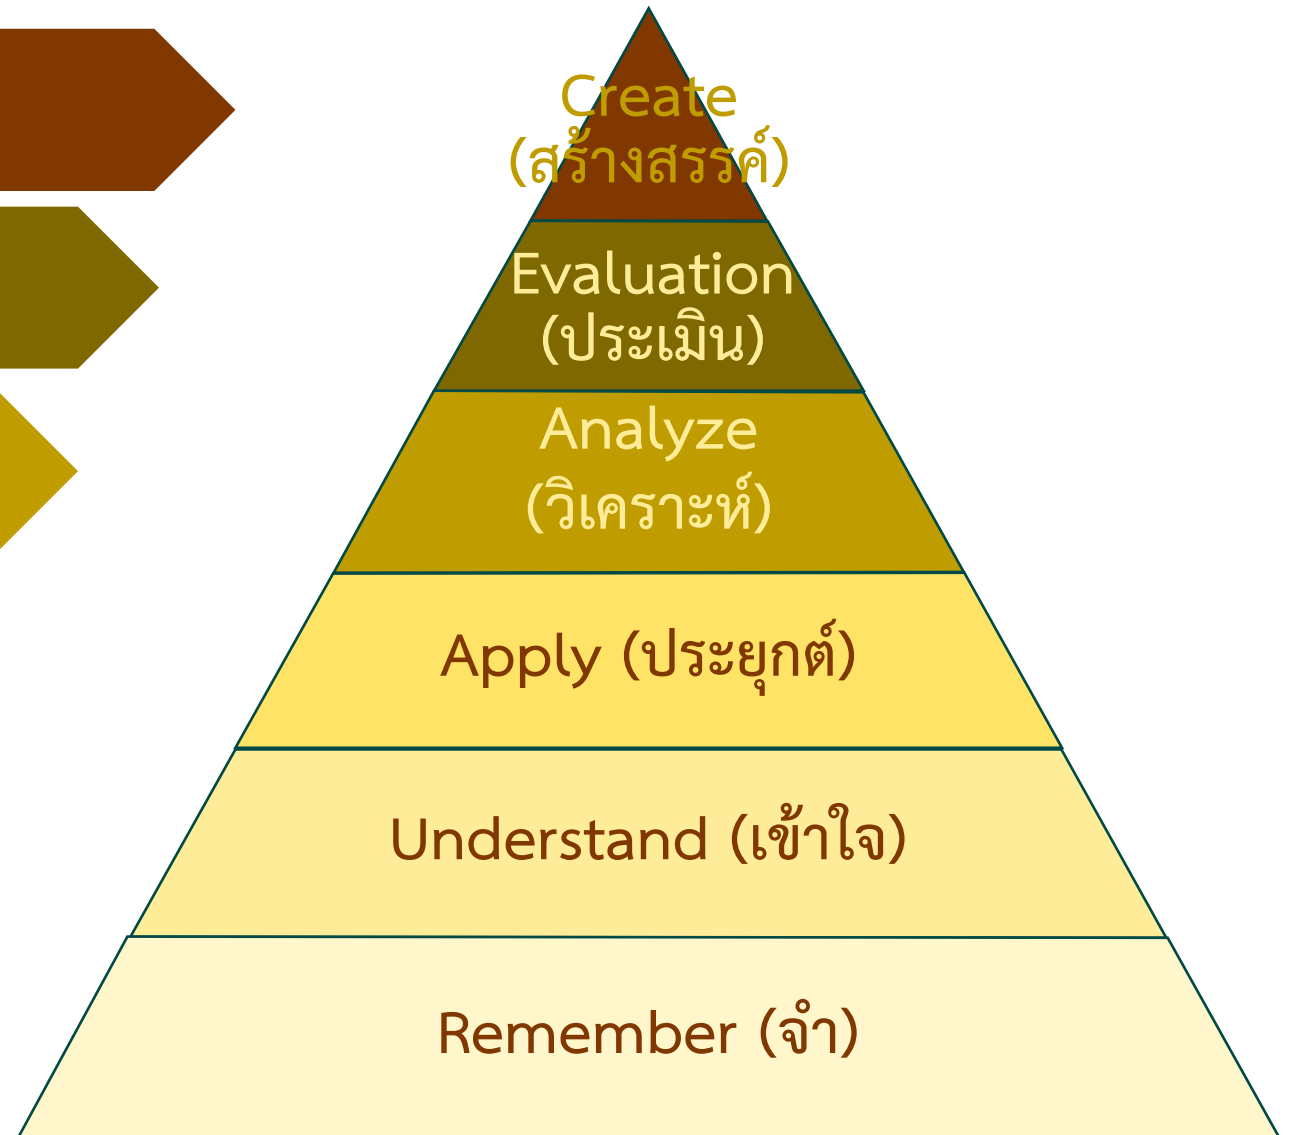 Create
(สร้างสรรค์)
Evaluation
(ประเมิน)
Analyze
(วิเคราะห์)
Apply (ประยุกต์)
Understand (เข้าใจ)
Remember (จำ)